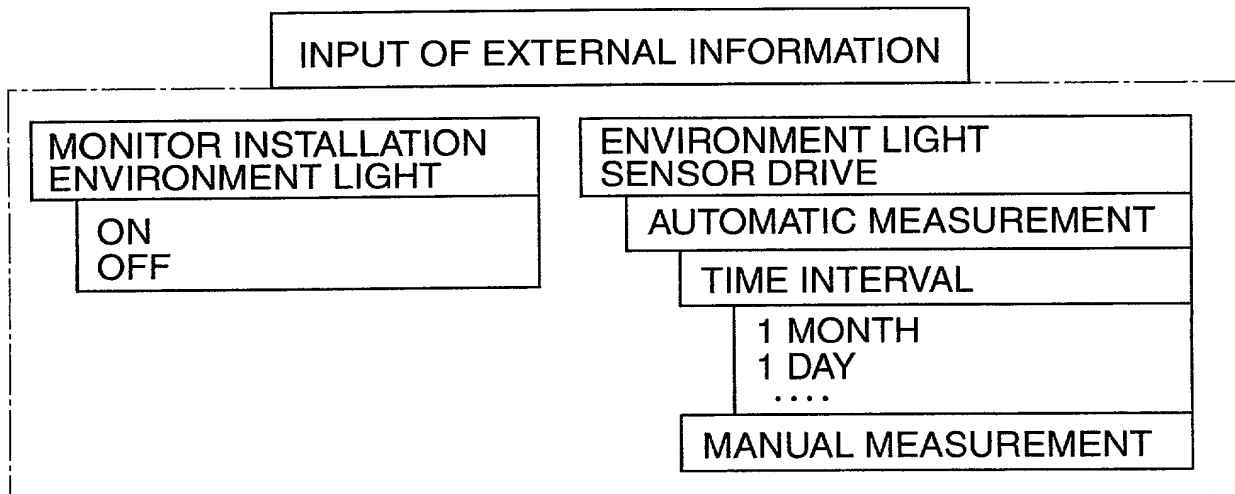 INPUT OF EXTERNAL INFORMATION
MONITOR INSTALLATION
ENVIRONMENT LIGHT
ON
OFF
ENVIRONMENT LIGHT
SENSOR DRIVE
AUTOMATIC MEASUREMENT
TIME INTERVAL
1 MONTH
1 DAY
....
MANUAL MEASUREMENT